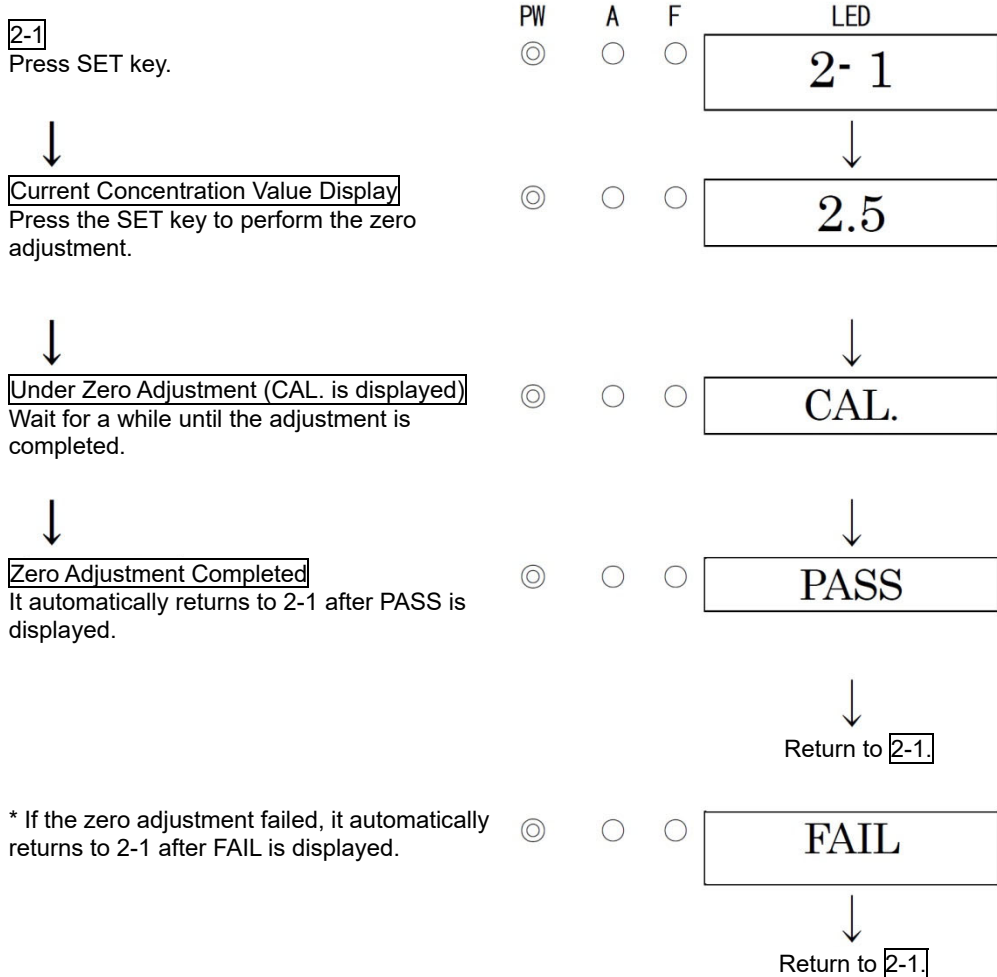 PW A F LED
2-1
Press SET key.
2- 1
Current Concentration Value Display
Press the SET key to perform the zero
adjustment.
2.5
Under Zero Adjustment (CAL. is displayed)
Wait for a while until the adjustment is
completed.
CAL.
Zero Adjustment Completed
It automatically returns to 2-1 after PASS is
displayed.
PASS
Return to 2-1.
* If the zero adjustment failed, it automatically
returns to 2-1 after FAIL is displayed.
FAIL
Return to 2-1.